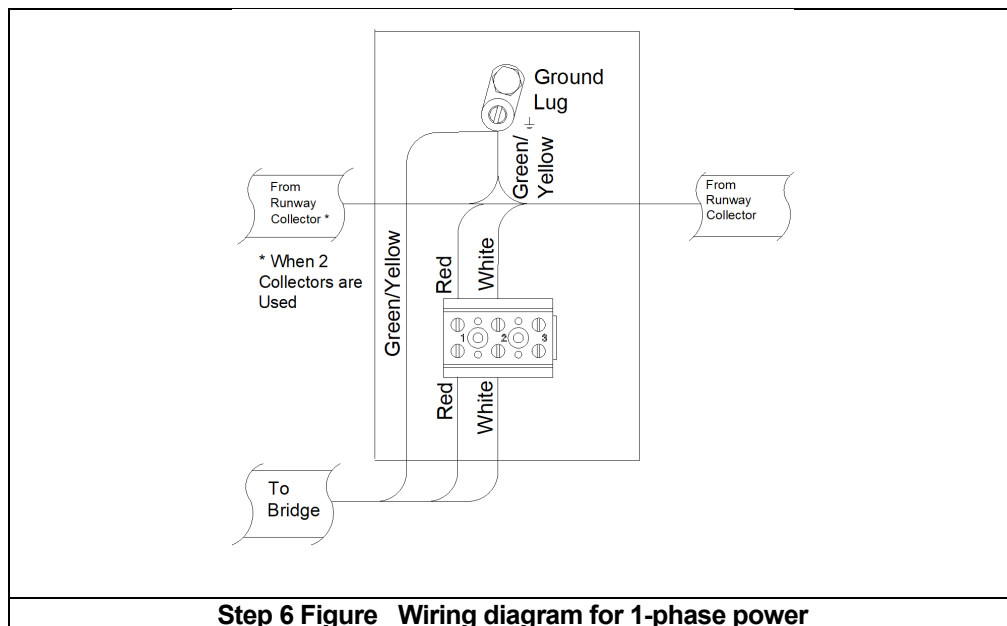 Ground
Lug
Green/
Yellow
From
Runway
Collector *
From
Runway
Collector
* When 2
Collectors are
Used
Green/Yellow
Red
White
1 2 3
Red
White
To
Bridge
Step 6 Figure Wiring diagram for 1-phase power